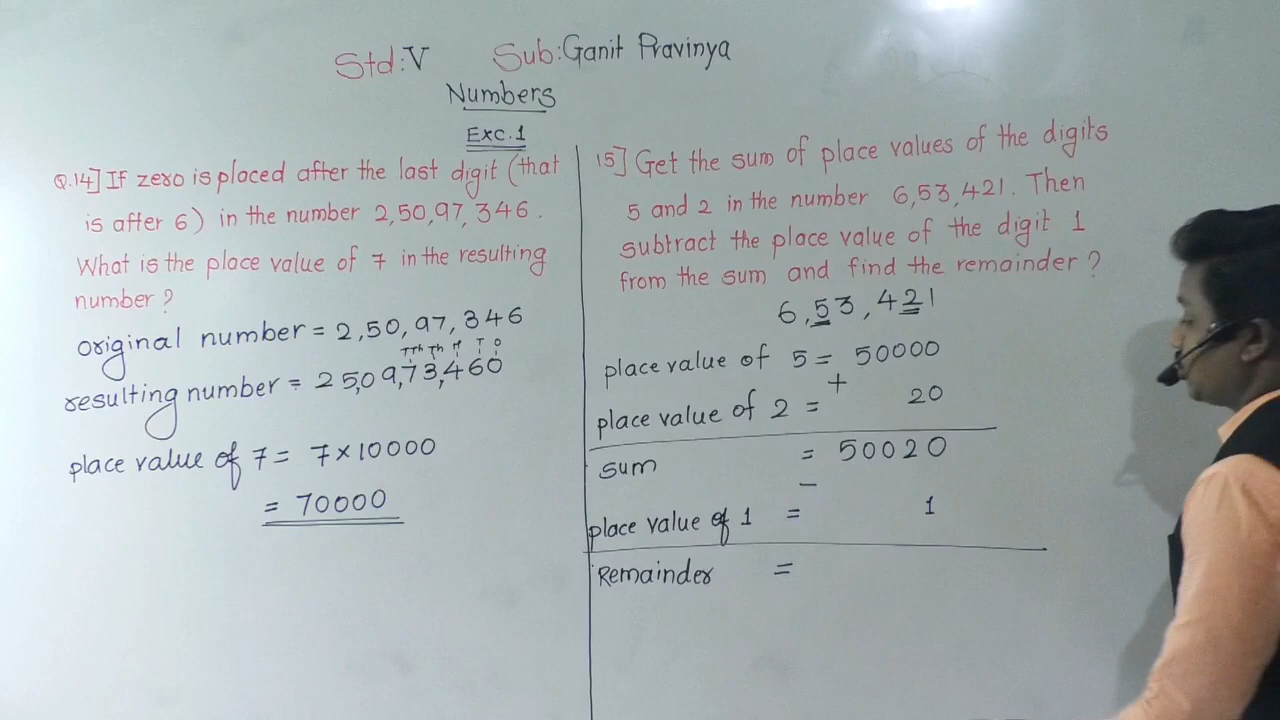 Std:V Sub:Ganit Pravinya
Numbers
Exc.1
Q.14] If zero is placed after the last digit (that
is after 6) in the number 2,50,97,346.
What is the place value of 7 in the resulting
number?
original number = 2,50,97,346
TTh Th H T O
resulting number = 25,09,73,460
place value of 7 = 7×10000
= 70000
15] Get the sum of place values of the digits
5 and 2 in the number 6,53,421. Then
subtract the place value of the digit 1
from the sum and find the remainder?
6,53,421
place value of 5 = 50000
+
place value of 2 = 20
sum = 50020
-
place value of 1 = 1
Remainder =